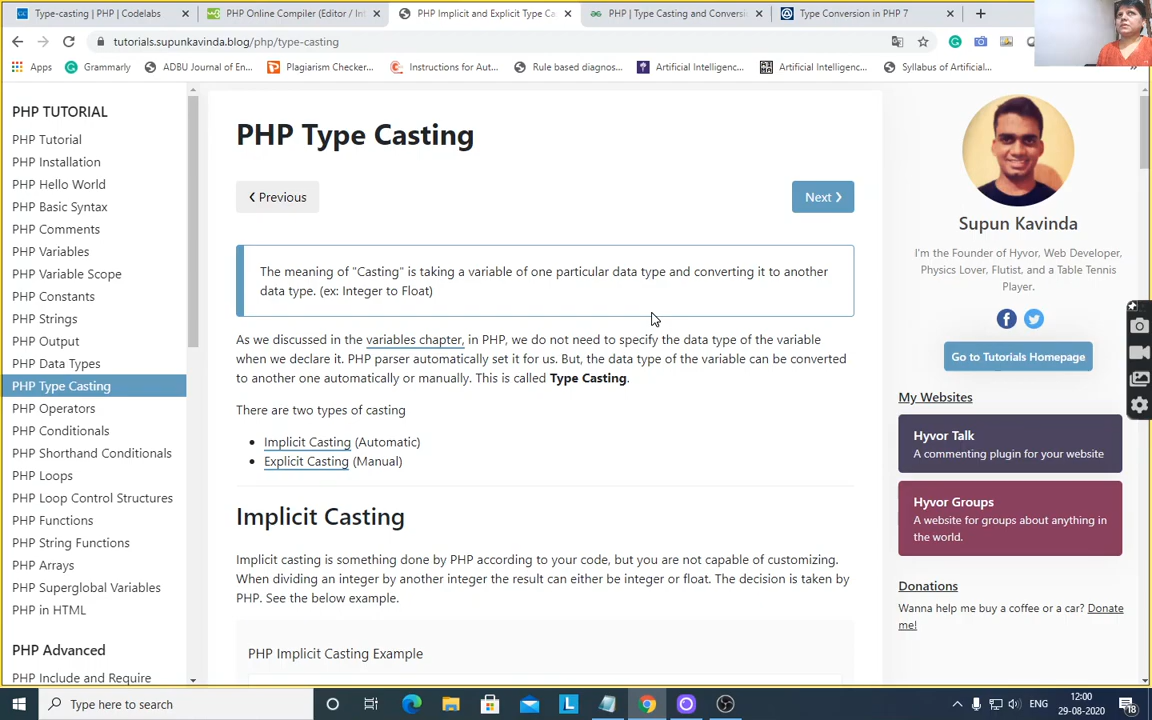 Type-casting | PHP | Codelabs
PHP Online Compiler (Editor / Int
PHP Implicit and Explicit Type Ca
PHP | Type Casting and Conversi
Type Conversion in PHP 7
tutorials.supunkavinda.blog/php/type-casting
Apps
Grammarly
ADBU Journal of En...
Plagiarism Checker...
Instructions for Aut...
Rule based diagnos...
Artificial Intelligenc...
Artificial Intelligenc...
Syllabus of Artificial...
PHP TUTORIAL
PHP Tutorial
PHP Installation
PHP Hello World
PHP Basic Syntax
PHP Comments
PHP Variables
PHP Variable Scope
PHP Constants
PHP Strings
PHP Output
PHP Data Types
PHP Type Casting
PHP Operators
PHP Conditionals
PHP Shorthand Conditionals
PHP Loops
PHP Loop Control Structures
PHP Functions
PHP String Functions
PHP Arrays
PHP Superglobal Variables
PHP in HTML
PHP Advanced
PHP Include and Require
PHP Type Casting
Previous
Next
The meaning of "Casting" is taking a variable of one particular data type and converting it to another
data type. (ex: Integer to Float)
As we discussed in the variables chapter, in PHP, we do not need to specify the data type of the variable
when we declare it. PHP parser automatically set it for us. But, the data type of the variable can be converted
to another one automatically or manually. This is called Type Casting.
There are two types of casting
• Implicit Casting (Automatic)
• Explicit Casting (Manual)
Implicit Casting
Implicit casting is something done by PHP according to your code, but you are not capable of customizing.
When dividing an integer by another integer the result can either be integer or float. The decision is taken by
PHP. See the below example.
PHP Implicit Casting Example
Supun Kavinda
I'm the Founder of Hyvor, Web Developer,
Physics Lover, Flutist, and a Table Tennis
Player.
Go to Tutorials Homepage
My Websites
Hyvor Talk
A commenting plugin for your website
Hyvor Groups
A website for groups about anything in
the world.
Donations
Wanna help me buy a coffee or a car? Donate
me!
Type here to search
ENG
12:00
29-08-2020
18